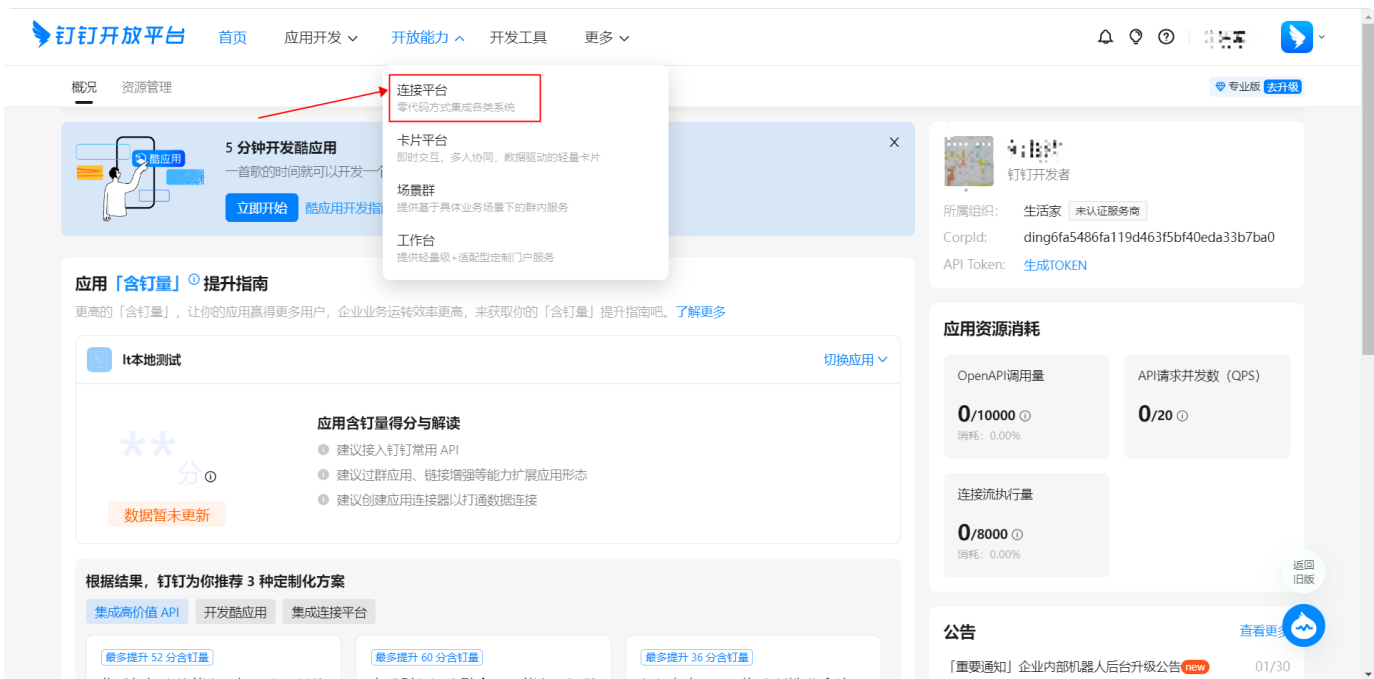 钉钉开放平台 首页 应用开发 开放能力 开发工具 更多
概况 资源管理
专业版 去升级
连接平台
零代码方式集成各类系统
卡片平台
即时交互、多人协同，数据驱动的轻量卡片
场景群
提供基于具体业务场景下的群内服务
工作台
提供轻量级+适配型定制门户服务
酷应用
5 分钟开发酷应用
一首歌的时间就可以开发一个
立即开始 酷应用开发指
钉钉开发者
所属组织: 生活家 未认证服务商
CorpId: ding6fa5486fa119d463f5bf40eda33b7ba0
API Token: 生成TOKEN
应用「含钉量」提升指南
更高的「含钉量」, 让你的应用赢得更多用户，企业业务运转效率更高，来获取你的「含钉量」提升指南吧。了解更多
lt本地测试 切换应用
**分
数据暂未更新
应用含钉量得分与解读
建议接入钉钉常用 API
建议过群应用、链接增强等能力扩展应用形态
建议创建应用连接器以打通数据连接
应用资源消耗
OpenAPI调用量
0/10000
消耗: 0.00%
API请求并发数（QPS）
0/20
连接流执行量
0/8000
消耗: 0.00%
返回
旧版
根据结果，钉钉为你推荐 3 种定制化方案
集成高价值 API 开发酷应用 集成连接平台
最多提升 52 分含钉量
最多提升 60 分含钉量
最多提升 36 分含钉量
公告 查看更多
「重要通知」企业内部机器人后台升级公告 new 01/30